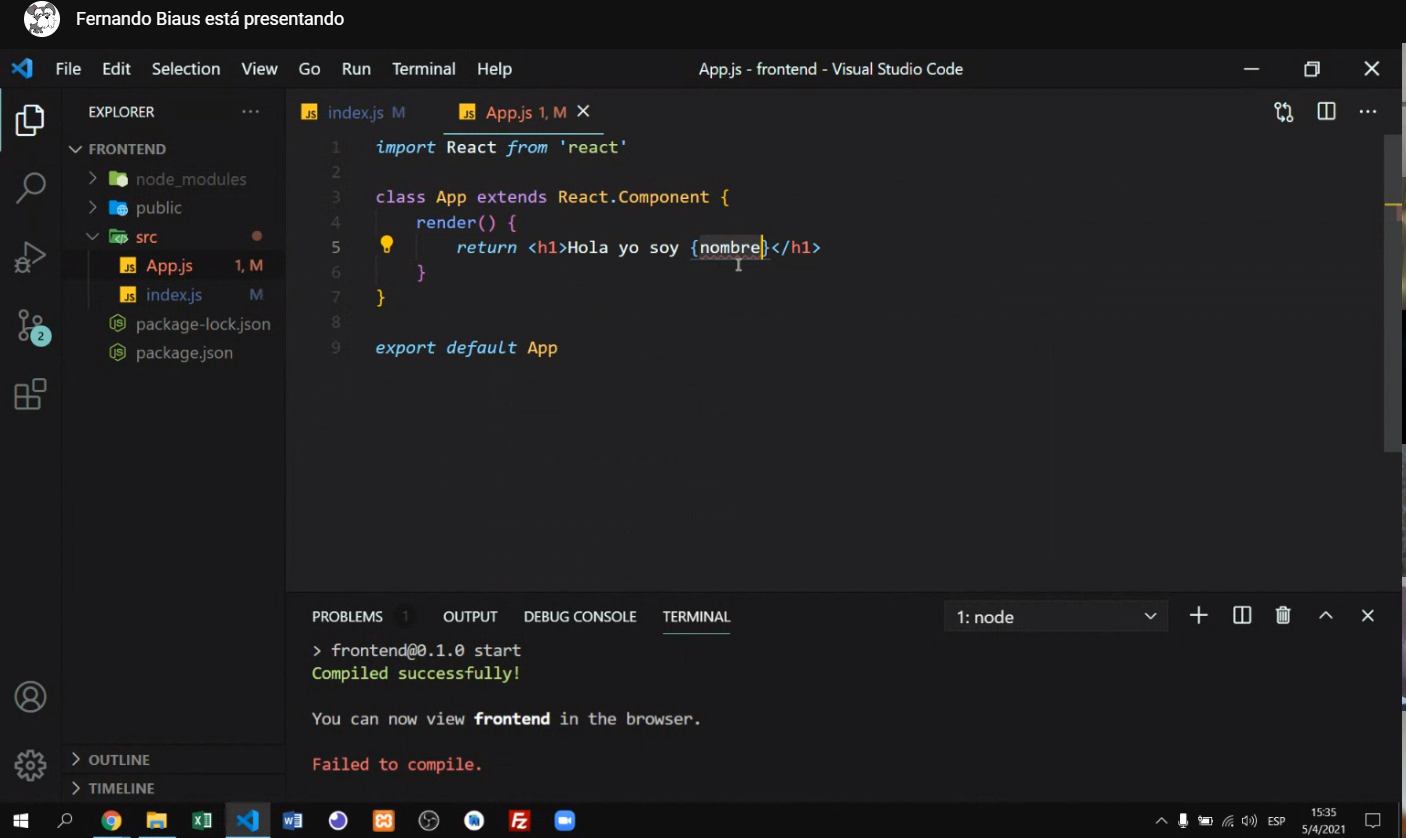 Fernando Biaus está presentando
File Edit Selection View Go Run Terminal Help
App.js - frontend - Visual Studio Code
EXPLORER ···
FRONTEND
node_modules
public
src
App.js 1, M
index.js M
package-lock.json
package.json
OUTLINE
TIMELINE
2
JS index.js M
JS App.js 1, M
1 import React from 'react'
2
3 class App extends React.Component {
4 render() {
5 return <h1>Hola yo soy {nombre}</h1>
6 }
7 }
8
9 export default App
PROBLEMS 1 OUTPUT DEBUG CONSOLE TERMINAL
1: node
> frontend@0.1.0 start
Compiled successfully!
You can now view frontend in the browser.
Failed to compile.
ESP
15:35
5/4/2021